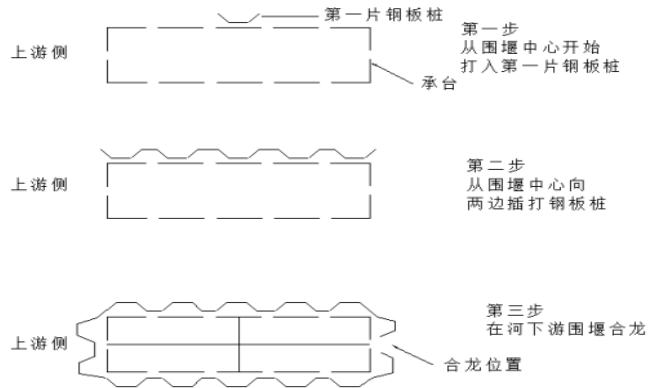 第一片钢板桩
第一步
从围堰中心开始
打入第一片钢板桩
上游侧
承台
第二步
从围堰中心向
两边插打钢板桩
上游侧
第三步
在河下游围堰合龙
上游侧
合龙位置